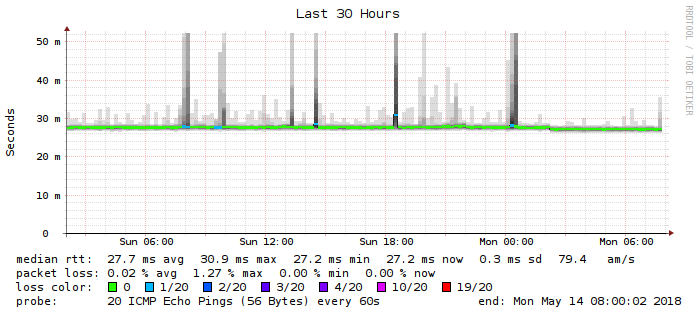 Last 30 Hours
RRDTOOL / TOBI OETIKER
Seconds
50 m
40 m
30 m
20 m
10 m
0
Sun 06:00 Sun 12:00 Sun 18:00 Mon 00:00 Mon 06:00
median rtt: 27.7 ms avg 30.9 ms max 27.2 ms min 27.2 ms now 0.3 ms sd 79.4 am/s
packet loss: 0.02 % avg 1.27 % max 0.00 % min 0.00 % now
loss color: 0 1/20 2/20 3/20 4/20 10/20 19/20
probe: 20 ICMP Echo Pings (56 Bytes) every 60s end: Mon May 14 08:00:02 2018